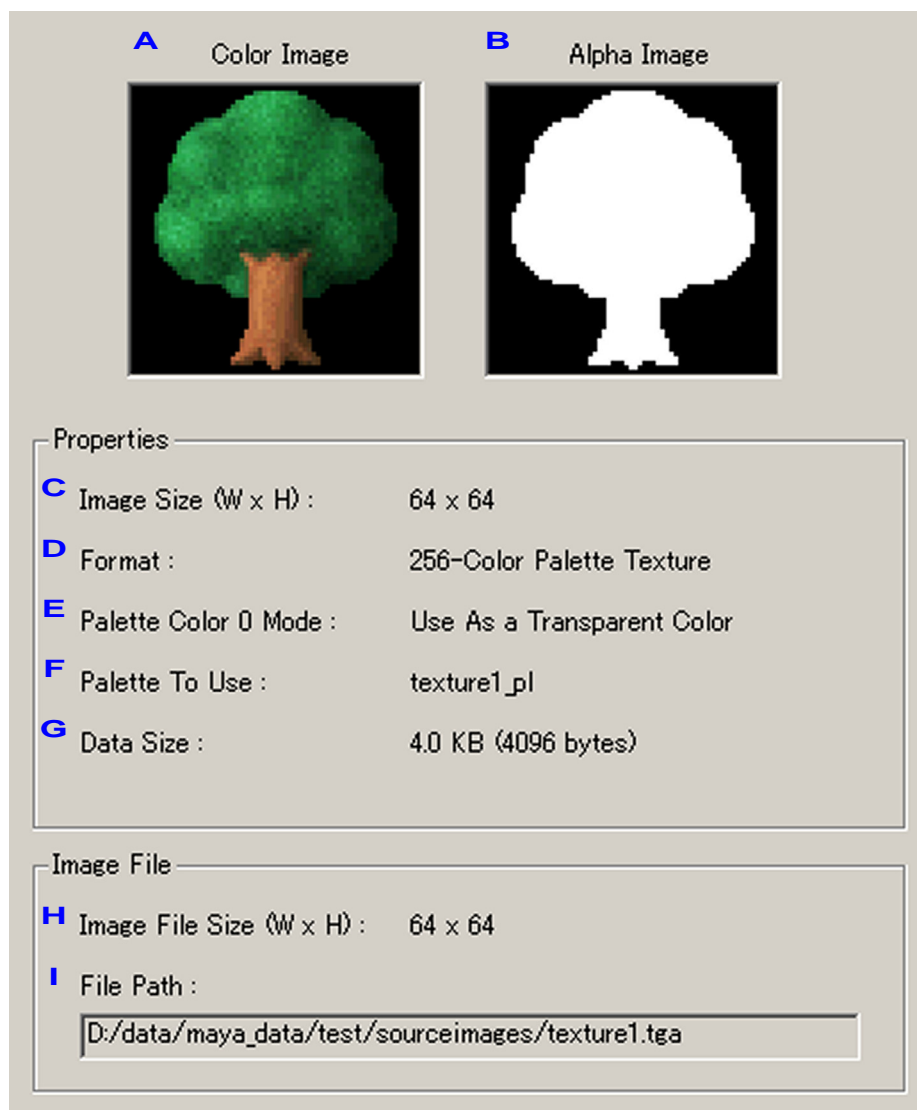 A Color Image B Alpha Image
Properties
C Image Size (W x H) : 64 x 64
D Format : 256-Color Palette Texture
E Palette Color 0 Mode : Use As a Transparent Color
F Palette To Use : texture1_pl
G Data Size : 4.0 KB (4096 bytes)
Image File
H Image File Size (W x H) : 64 x 64
I File Path :
D:/data/maya_data/test/sourceimages/texture1.tga